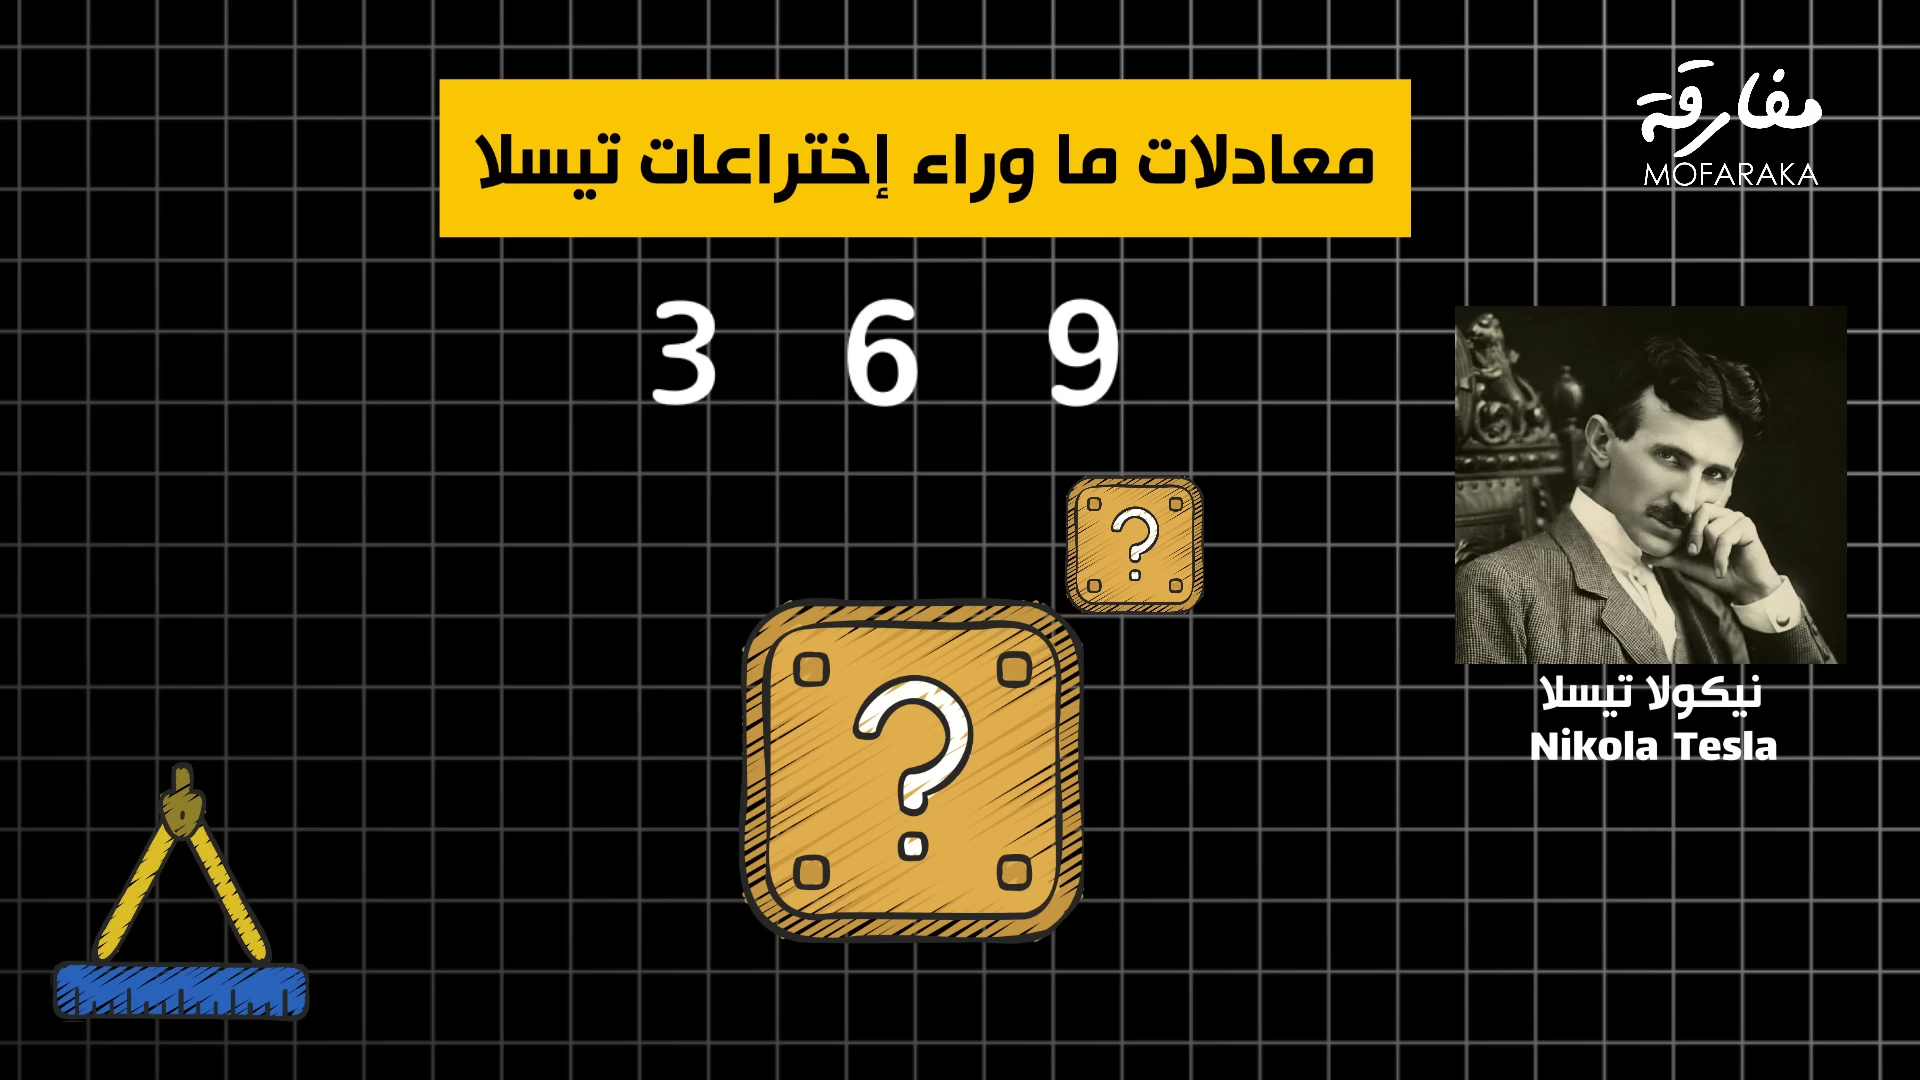 مفارقة
MOFARAKA
معادلات ما وراء إختراعات تيسلا
3 6 9
?
?
نيكولا تيسلا
Nikola Tesla